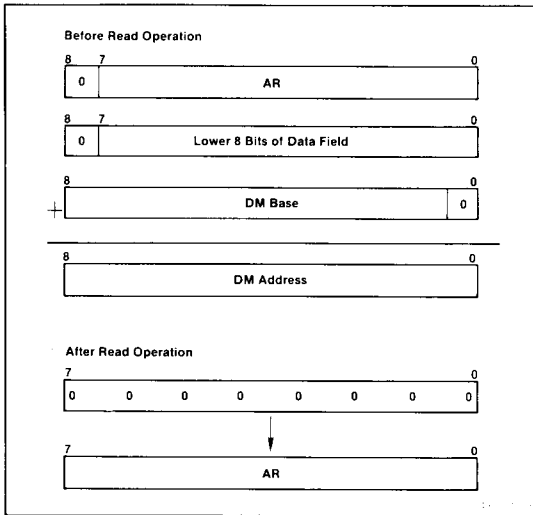 Before Read Operation
8 7 0
0 AR
8 7 0
0 Lower 8 Bits of Data Field
8 0
+ DM Base 0
8 0
DM Address
After Read Operation
7 0
0 0 0 0 0 0 0 0
7 0
AR